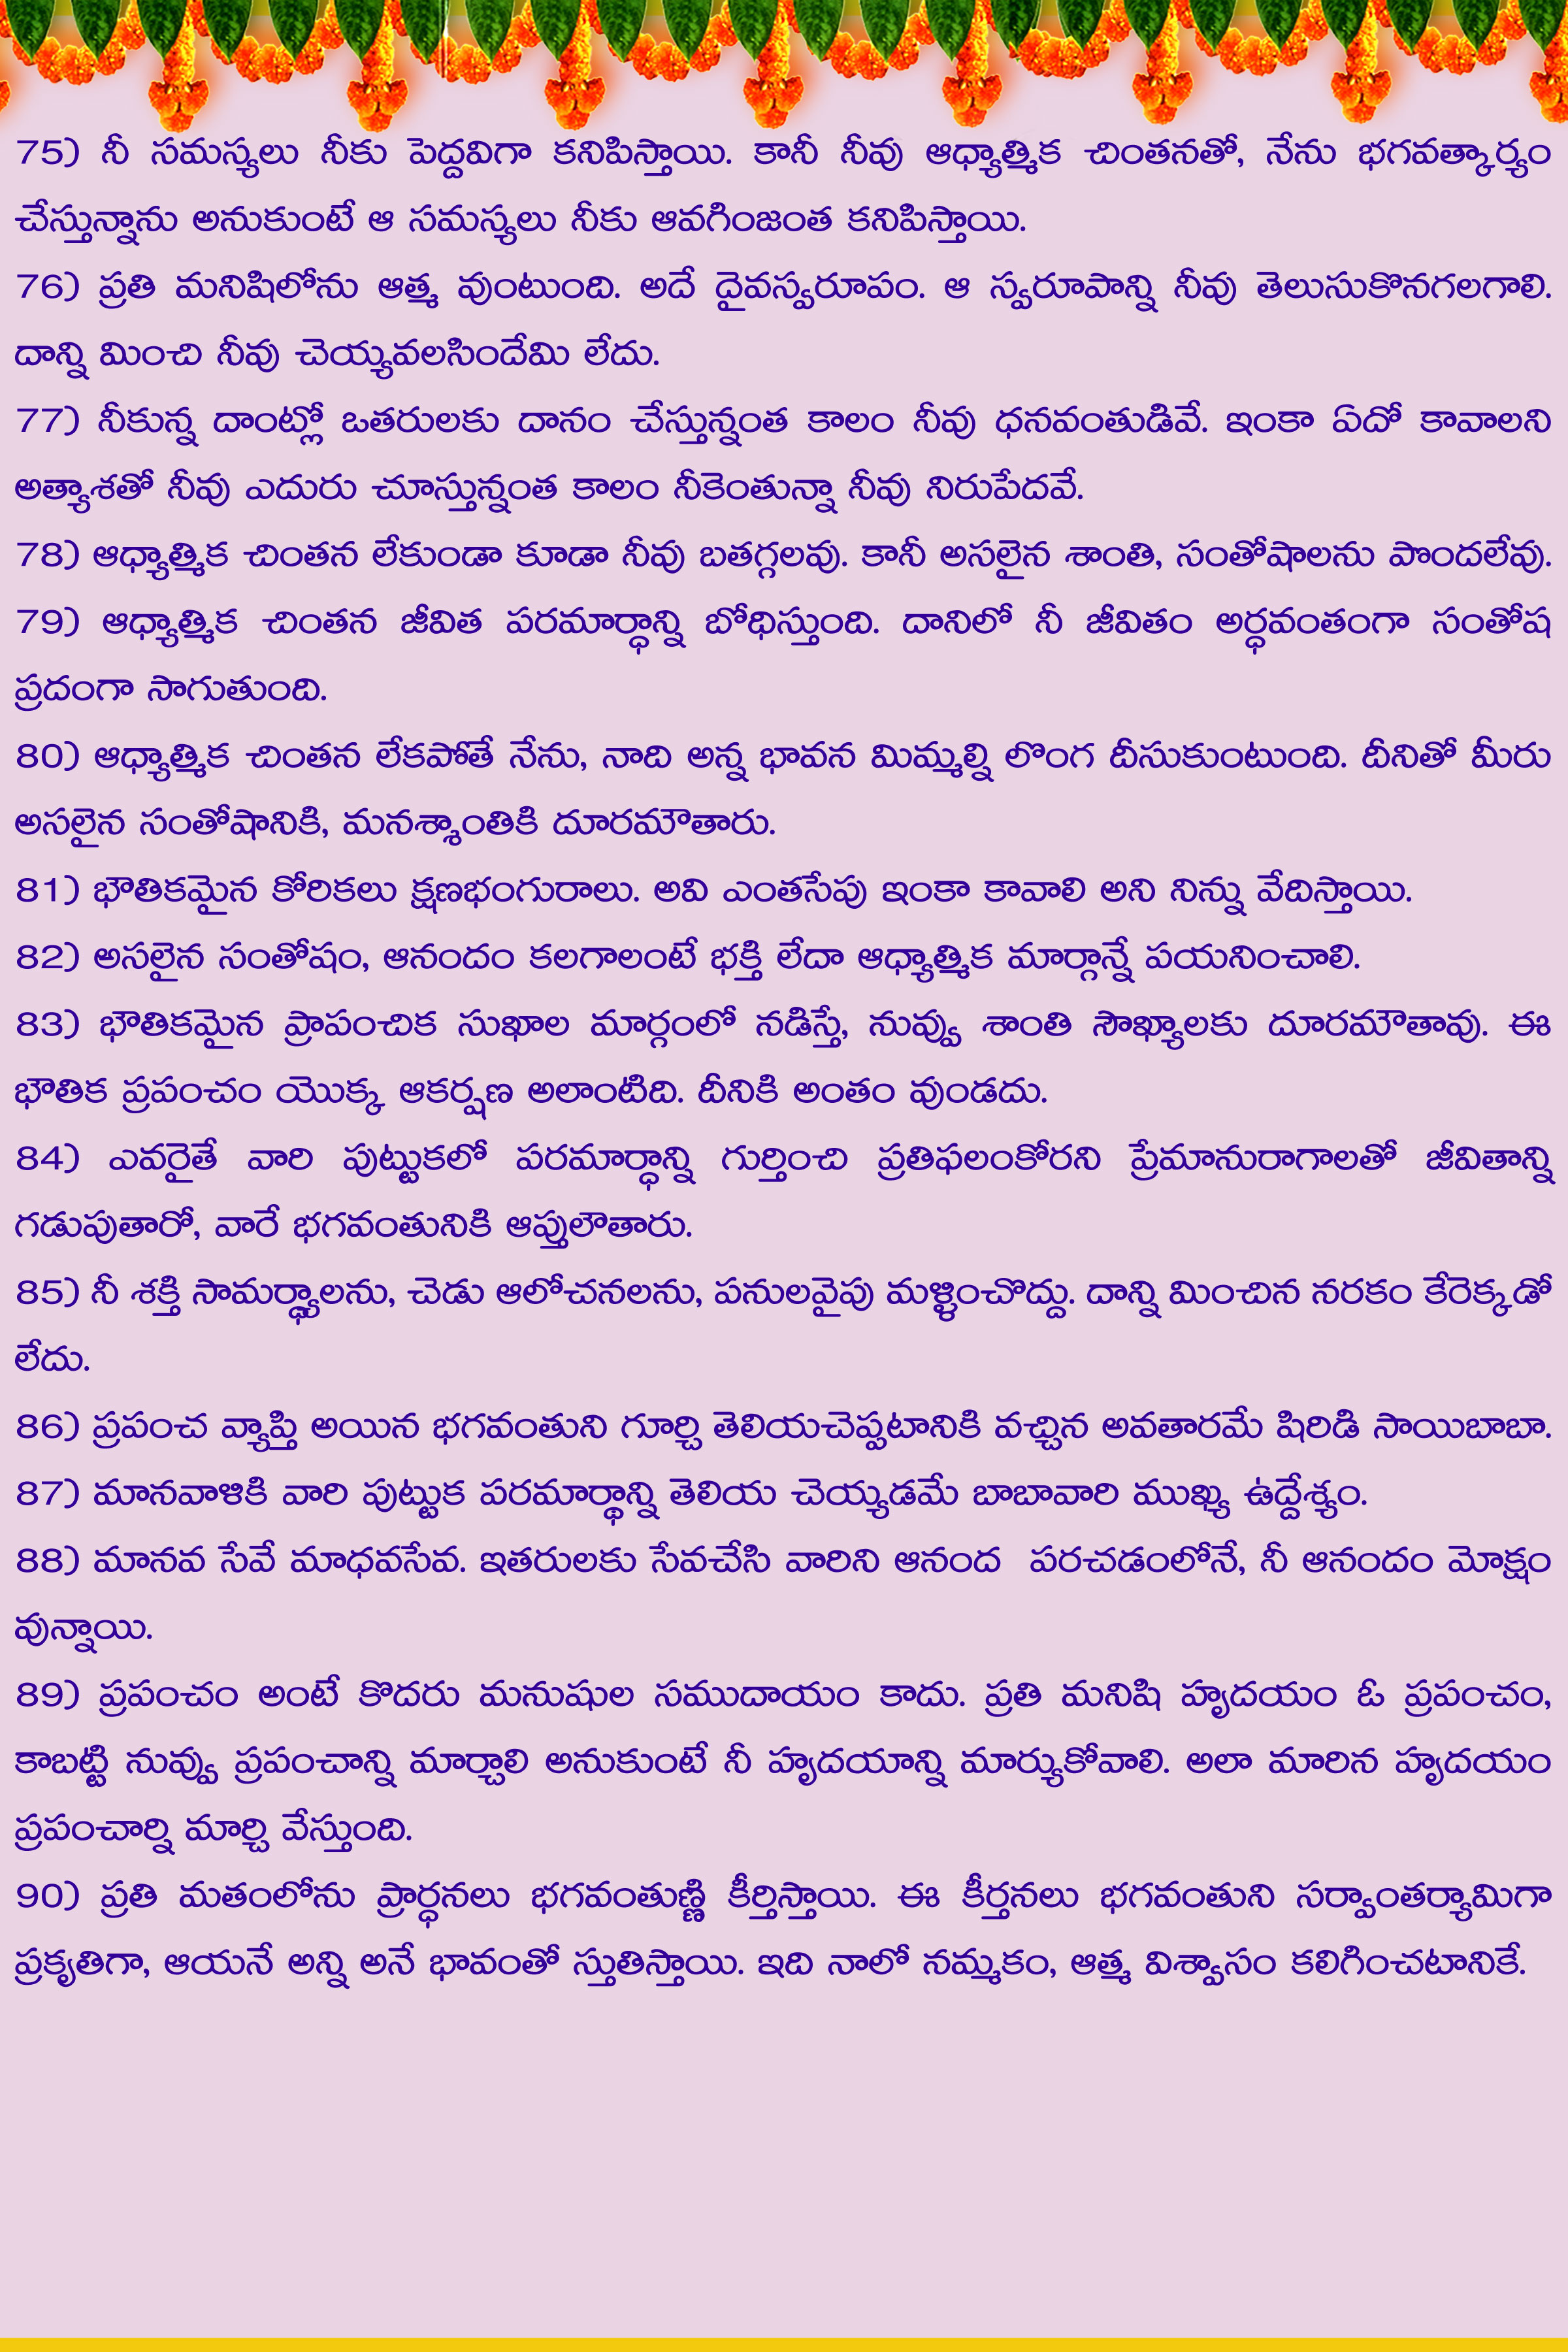 75) నీ సమస్యలు నీకు పెద్దవిగా కనిపిస్తాయి. కానీ నీవు ఆధ్యాత్మిక చింతనతో, నేను భగవత్కార్యం
చేస్తున్నాను అనుకుంటే ఆ సమస్యలు నీకు ఆవగింజంత కనిపిస్తాయి.
76) ప్రతి మనిషిలోను ఆత్మ వుంటుంది. అదే దైవస్వరూపం. ఆ స్వరూపాన్ని నీవు తెలుసుకొనగలగాలి.
దాన్ని మించి నీవు చెయ్యవలసిందేమి లేదు.
77) నీకున్న దాంట్లో ఒతరులకు దానం చేస్తున్నంత కాలం నీవు ధనవంతుడివే. ఇంకా ఏదో కావాలని
అత్యాశతో నీవు ఎదురు చూస్తున్నంత కాలం నీకెంతున్నా నీవు నిరుపేదవే.
78) ఆధ్యాత్మిక చింతన లేకుండా కూడా నీవు బతగ్గలవు. కానీ అసలైన శాంతి, సంతోషాలను పొందలేవు.
79) ఆధ్యాత్మిక చింతన జీవిత పరమార్ధాన్ని బోధిస్తుంది. దానిలో నీ జీవితం అర్ధవంతంగా సంతోష
ప్రదంగా సాగుతుంది.
80) ఆధ్యాత్మిక చింతన లేకపోతే నేను, నాది అన్న భావన మిమ్మల్ని లొంగ దీసుకుంటుంది. దీనితో మీరు
అసలైన సంతోషానికి, మనశ్శాంతికి దూరమౌతారు.
81) భౌతికమైన కోరికలు క్షణభంగురాలు. అవి ఎంతసేపు ఇంకా కావాలి అని నిన్ను వేదిస్తాయి.
82) అసలైన సంతోషం, ఆనందం కలగాలంటే భక్తి లేదా ఆధ్యాత్మిక మార్గాన్నే పయనించాలి.
83) భౌతికమైన ప్రాపంచిక సుఖాల మార్గంలో నడిస్తే, నువ్వు శాంతి సౌఖ్యాలకు దూరమౌతావు. ఈ
భౌతిక ప్రపంచం యొక్క ఆకర్షణ అలాంటిది. దీనికి అంతం వుండదు.
84) ఎవరైతే వారి పుట్టుకలో పరమార్ధాన్ని గుర్తించి ప్రతిఫలంకోరని ప్రేమానురాగాలతో జీవితాన్ని
గడుపుతారో, వారే భగవంతునికి ఆప్తులౌతారు.
85) నీ శక్తి సామర్థ్యాలను, చెడు ఆలోచనలను, పనులవైపు మళ్ళించొద్దు. దాన్ని మించిన నరకం కేరెక్కడో
లేదు.
86) ప్రపంచ వ్యాప్తి అయిన భగవంతుని గూర్చి తెలియచెప్పటానికి వచ్చిన అవతారమే షిరిడి సాయిబాబా.
87) మానవాళికి వారి పుట్టుక పరమార్థాన్ని తెలియ చెయ్యడమే బాబావారి ముఖ్య ఉద్దేశ్యం.
88) మానవ సేవే మాధవసేవ. ఇతరులకు సేవచేసి వారిని ఆనంద పరచడంలోనే, నీ ఆనందం మోక్షం
వున్నాయి.
89) ప్రపంచం అంటే కొదరు మనుషుల సముదాయం కాదు. ప్రతి మనిషి హృదయం ఓ ప్రపంచం,
కాబట్టి నువ్వు ప్రపంచాన్ని మార్చాలి అనుకుంటే నీ హృదయాన్ని మార్యుకోవాలి. అలా మారిన హృదయం
ప్రపంచార్ని మార్చి వేస్తుంది.
90) ప్రతి మతంలోను ప్రార్ధనలు భగవంతుణ్ణి కీర్తిస్తాయి. ఈ కీర్తనలు భగవంతుని సర్వాంతర్యామిగా
ప్రకృతిగా, ఆయనే అన్ని అనే భావంతో స్తుతిస్తాయి. ఇది నాలో నమ్మకం, ఆత్మ విశ్వాసం కలిగించటానికే.